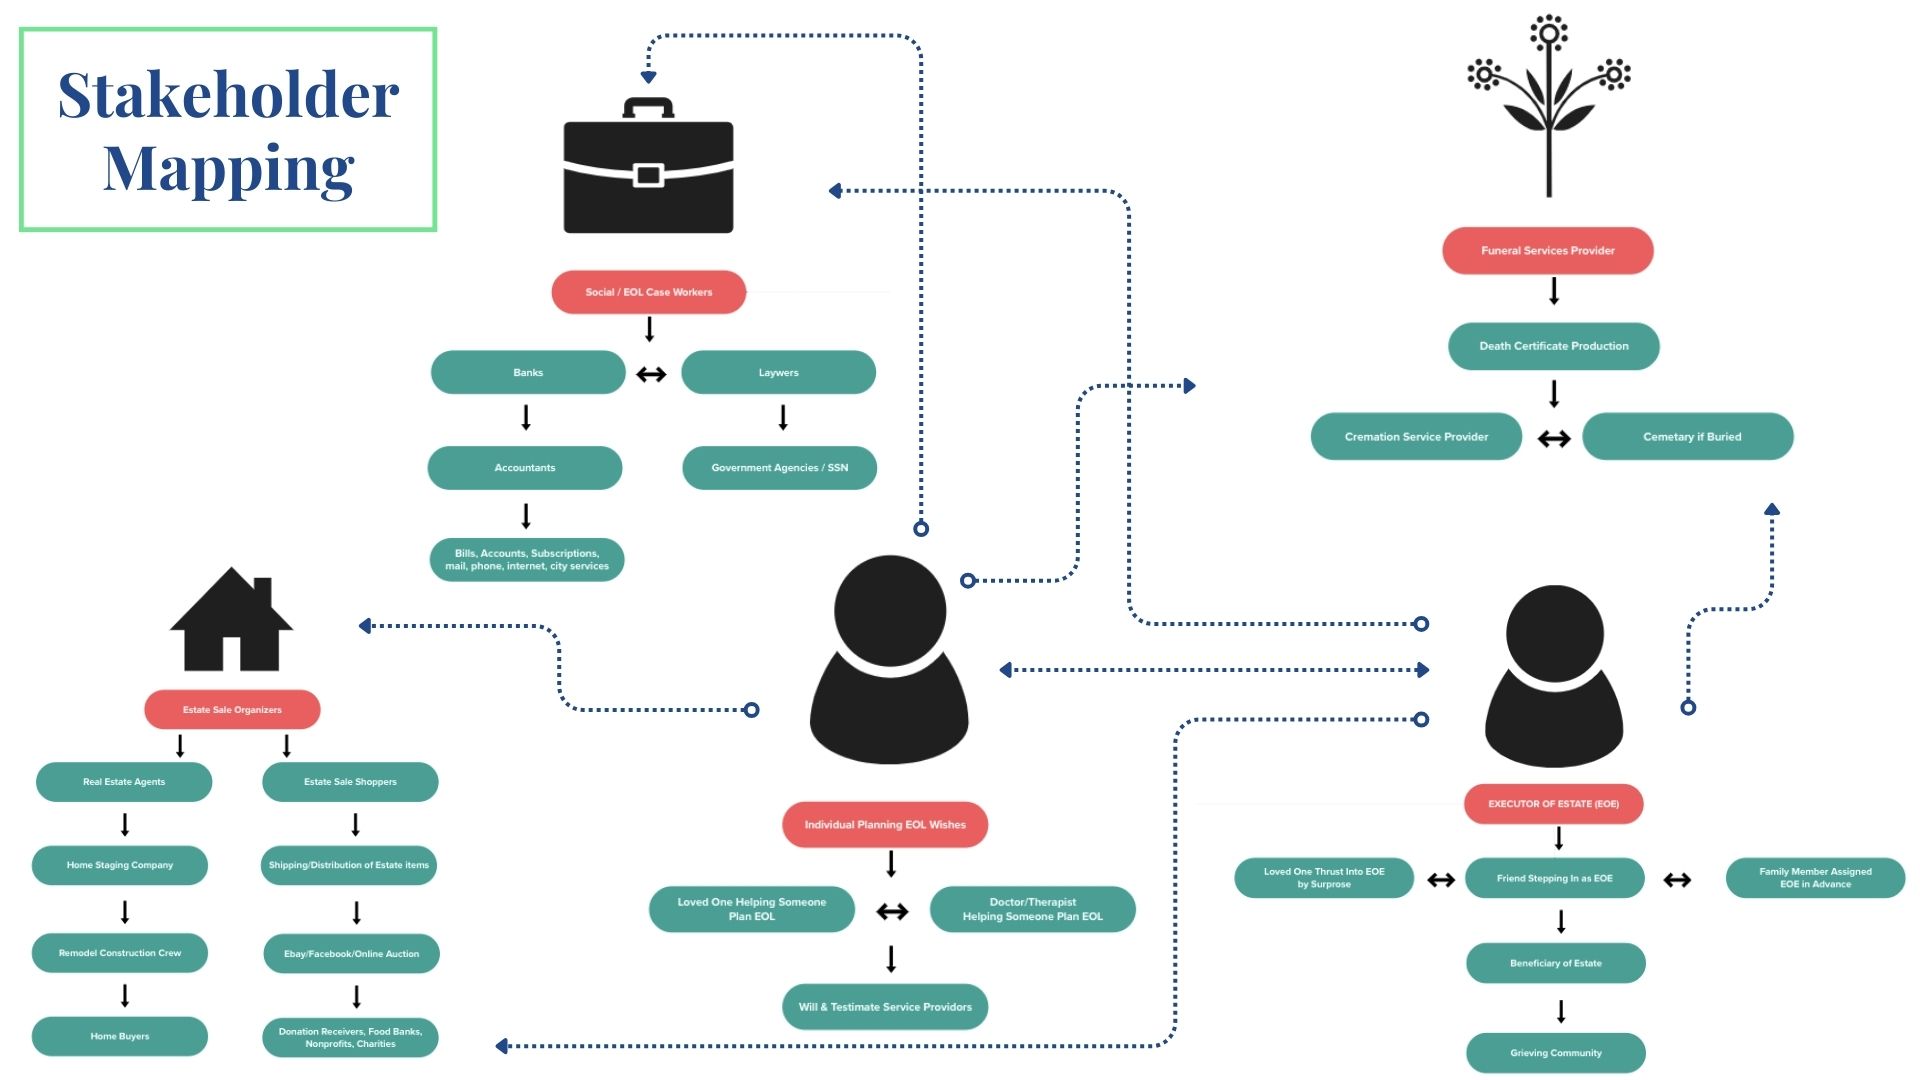 Stakeholder
Mapping
Social / EOL Case Workers
Banks
Laywers
Accountants
Government Agencies / SSN
Bills, Accounts, Subscriptions,
mail, phone, internet, city services
Funeral Services Provider
Death Certificate Production
Cremation Service Provider
Cemetary if Buried
Estate Sale Organizers
Real Estate Agents
Estate Sale Shoppers
Home Staging Company
Shipping/Distribution of Estate items
Remodel Construction Crew
Ebay/Facebook/Online Auction
Home Buyers
Donation Receivers, Food Banks,
Nonprofits, Charities
Individual Planning EOL Wishes
Loved One Helping Someone
Plan EOL
Doctor/Therapist
Helping Someone Plan EOL
Will & Testimate Service Providors
EXECUTOR OF ESTATE (EOE)
Loved One Thrust Into EOE
by Surprose
Friend Stepping In as EOE
Family Member Assigned
EOE in Advance
Beneficiary of Estate
Grieving Community